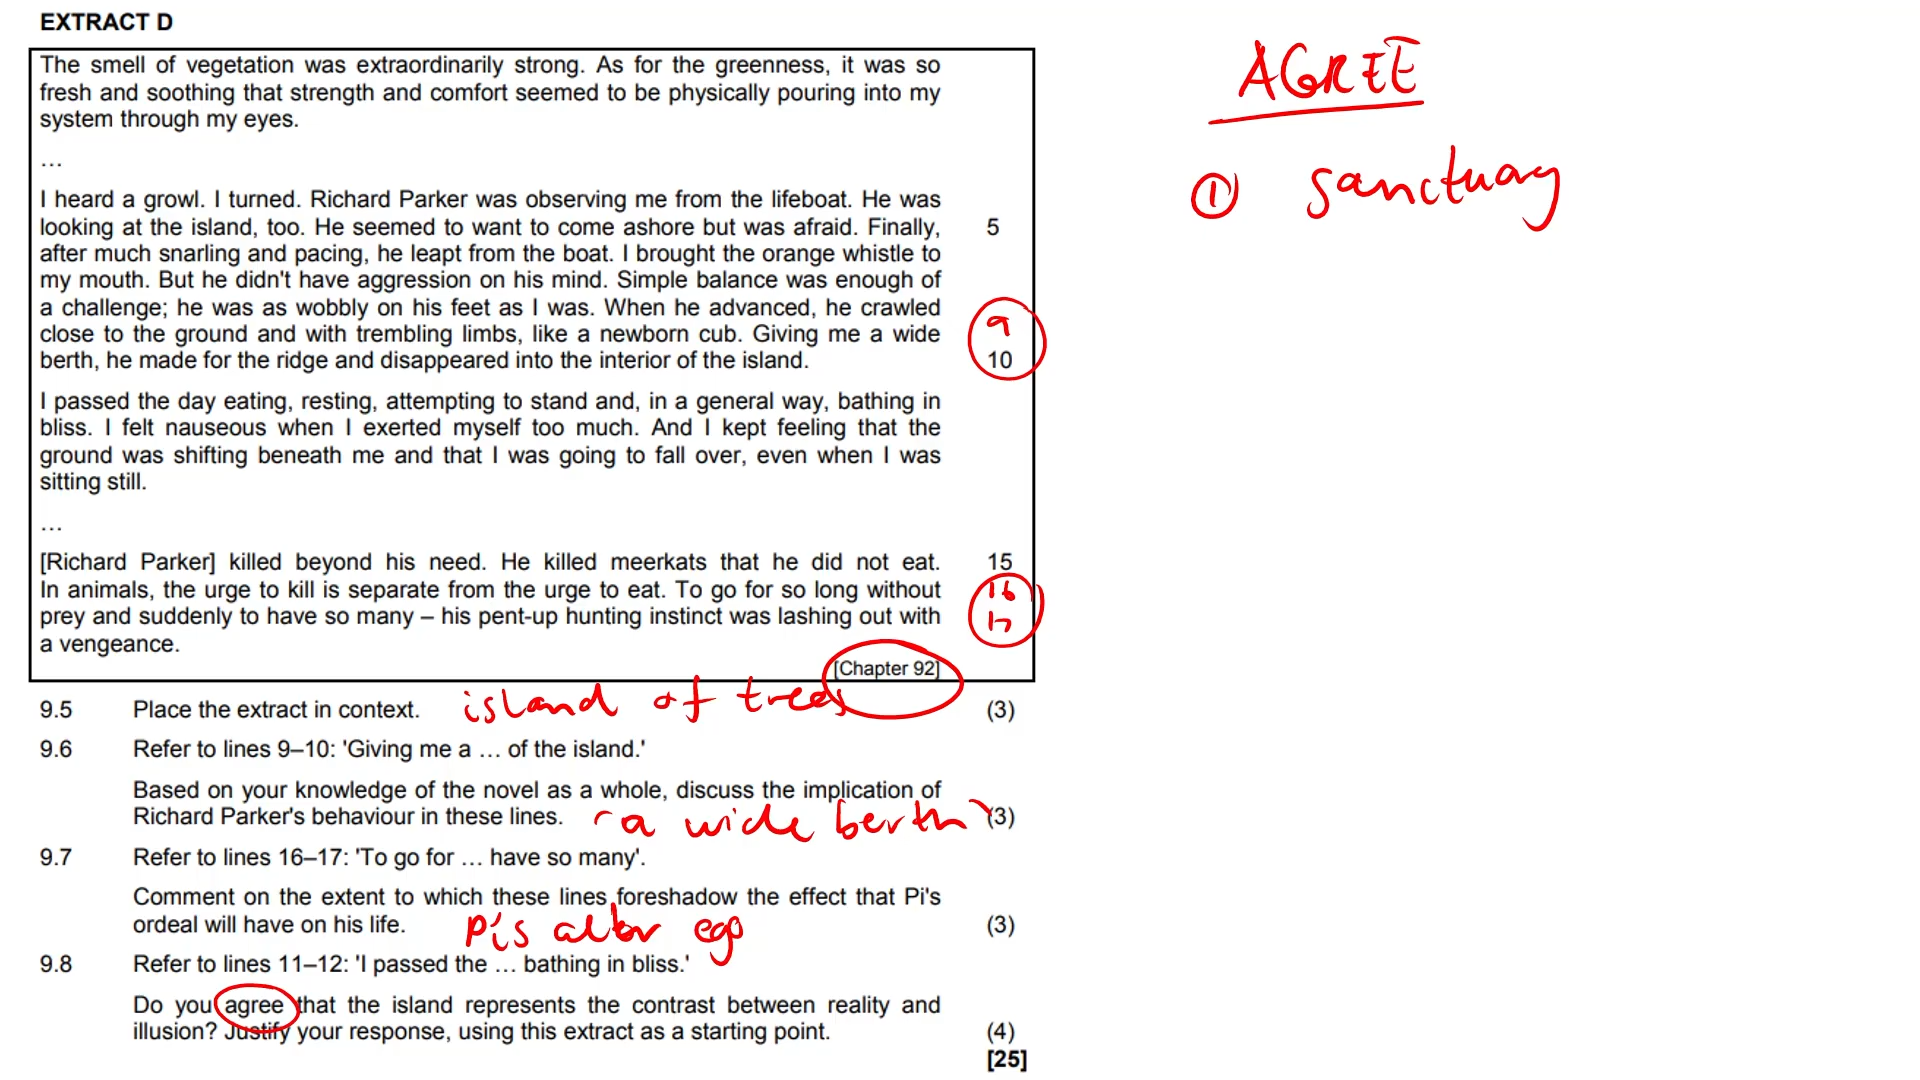 EXTRACT D
The smell of vegetation was extraordinarily strong. As for the greenness, it was so
fresh and soothing that strength and comfort seemed to be physically pouring into my
system through my eyes.
…
I heard a growl. I turned. Richard Parker was observing me from the lifeboat. He was
looking at the island, too. He seemed to want to come ashore but was afraid. Finally, 5
after much snarling and pacing, he leapt from the boat. I brought the orange whistle to
my mouth. But he didn't have aggression on his mind. Simple balance was enough of
a challenge; he was as wobbly on his feet as I was. When he advanced, he crawled
close to the ground and with trembling limbs, like a newborn cub. Giving me a wide 9
berth, he made for the ridge and disappeared into the interior of the island. 10
I passed the day eating, resting, attempting to stand and, in a general way, bathing in
bliss. I felt nauseous when I exerted myself too much. And I kept feeling that the
ground was shifting beneath me and that I was going to fall over, even when I was
sitting still.
…
[Richard Parker] killed beyond his need. He killed meerkats that he did not eat. 15
In animals, the urge to kill is separate from the urge to eat. To go for so long without 16
prey and suddenly to have so many – his pent-up hunting instinct was lashing out with 17
a vengeance.
[Chapter 92]
9.5 Place the extract in context. island of trees (3)
9.6 Refer to lines 9–10: 'Giving me a … of the island.'
Based on your knowledge of the novel as a whole, discuss the implication of
Richard Parker's behaviour in these lines. 'a wide berth' (3)
9.7 Refer to lines 16–17: 'To go for … have so many'.
Comment on the extent to which these lines foreshadow the effect that Pi's
ordeal will have on his life. Pi's alter ego (3)
9.8 Refer to lines 11–12: 'I passed the … bathing in bliss.'
Do you agree that the island represents the contrast between reality and
illusion? Justify your response, using this extract as a starting point. (4)
[25]
AGREE
① sanctuary